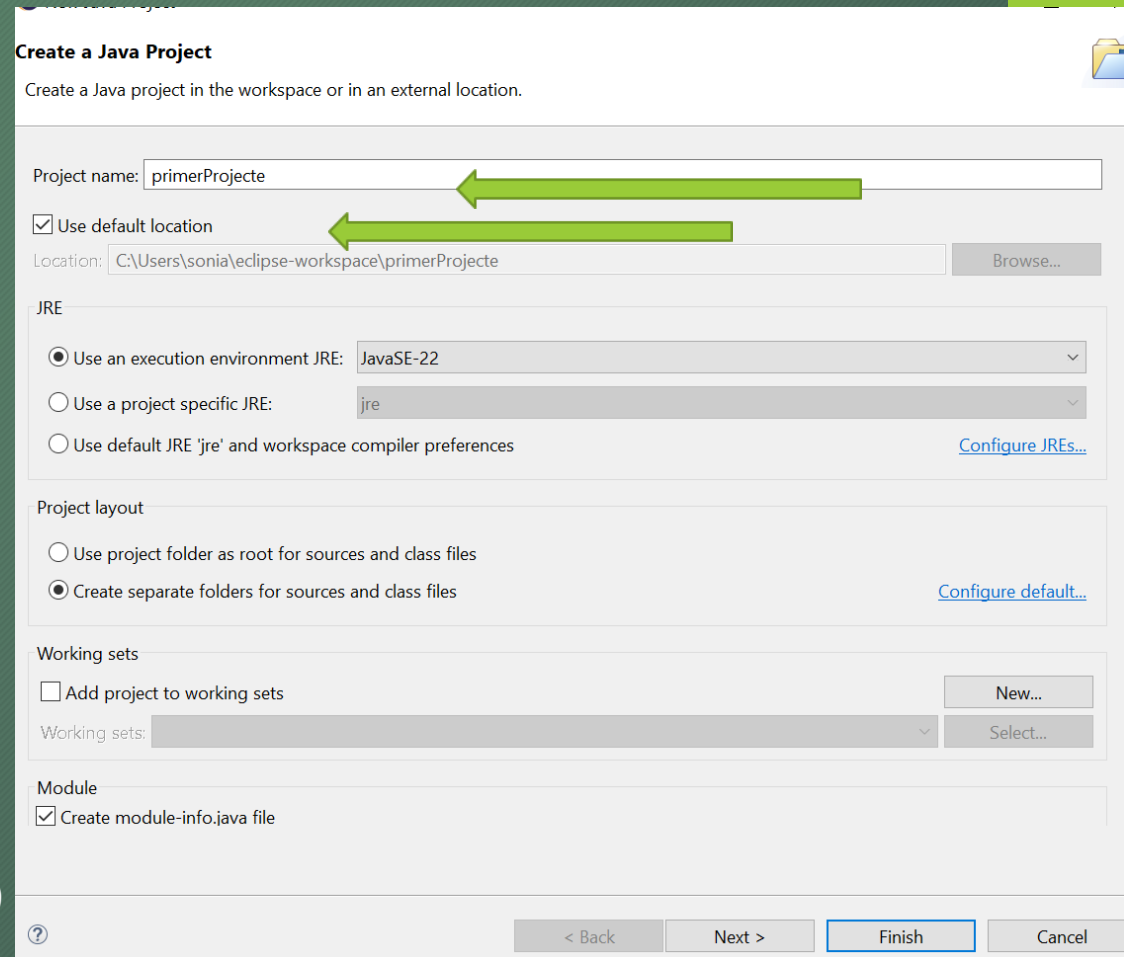 Create a Java Project
Create a Java project in the workspace or in an external location.
Project name: primerProjecte
Use default location
Location: C:\Users\sonia\eclipse-workspace\primerProjecte Browse...
JRE
Use an execution environment JRE: JavaSE-22
Use a project specific JRE: jre
Use default JRE 'jre' and workspace compiler preferences Configure JREs...
Project layout
Use project folder as root for sources and class files
Create separate folders for sources and class files Configure default...
Working sets
Add project to working sets New...
Working sets: Select...
Module
Create module-info.java file
? < Back Next > Finish Cancel